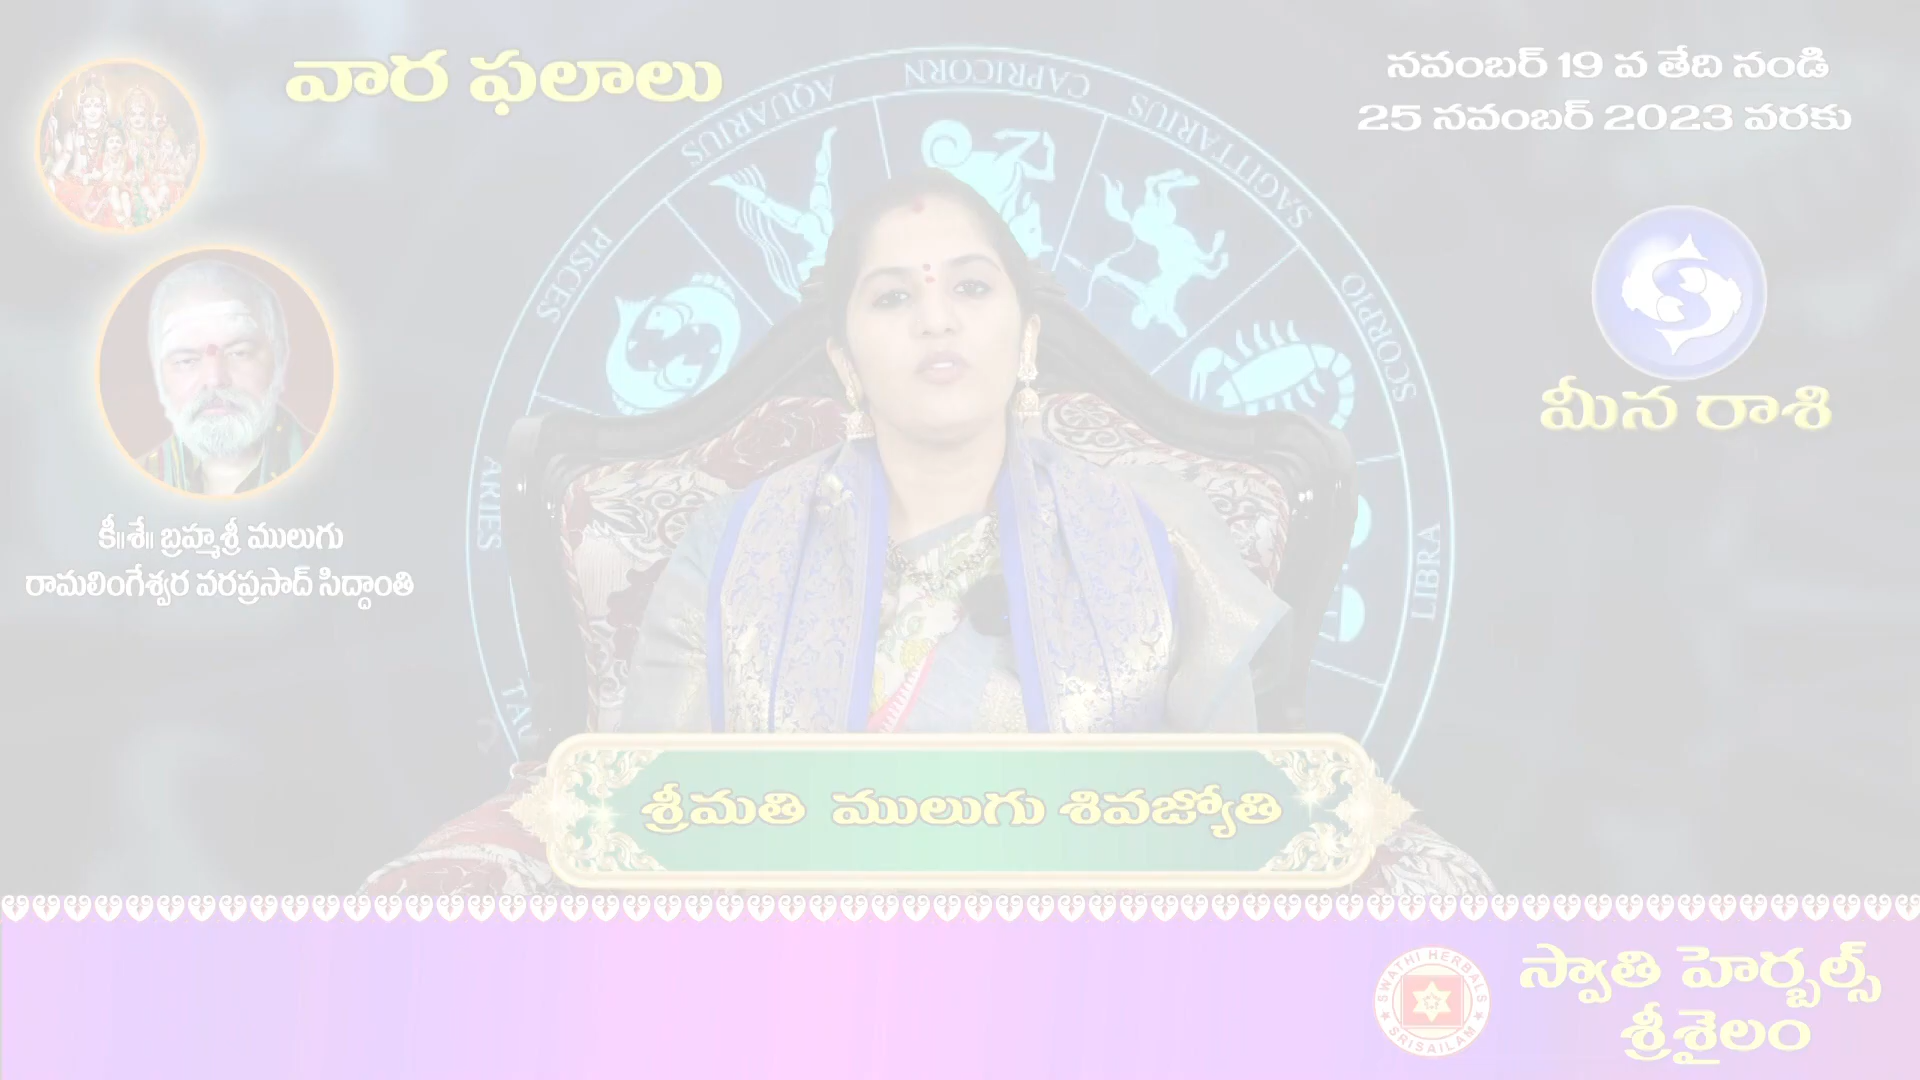 వార ఫలాలు
నవంబర్ 19 వ తేది నండి
25 నవంబర్ 2023 వరకు
CAPRICORN
AQUARIUS
SAGITTARIUS
PISCES
SCORPIO
మీన రాశి
ARIES
LIBRA
కీ||శే|| బ్రహ్మశ్రీ ములుగు
రామలింగేశ్వర వరప్రసాద్ సిద్దాంతి
TAU
శ్రీమతి ములుగు శివజ్యోతి
SWATHI HERBALS
SRISAILAM
స్వాతి హెర్బల్స్
శ్రీశైలం